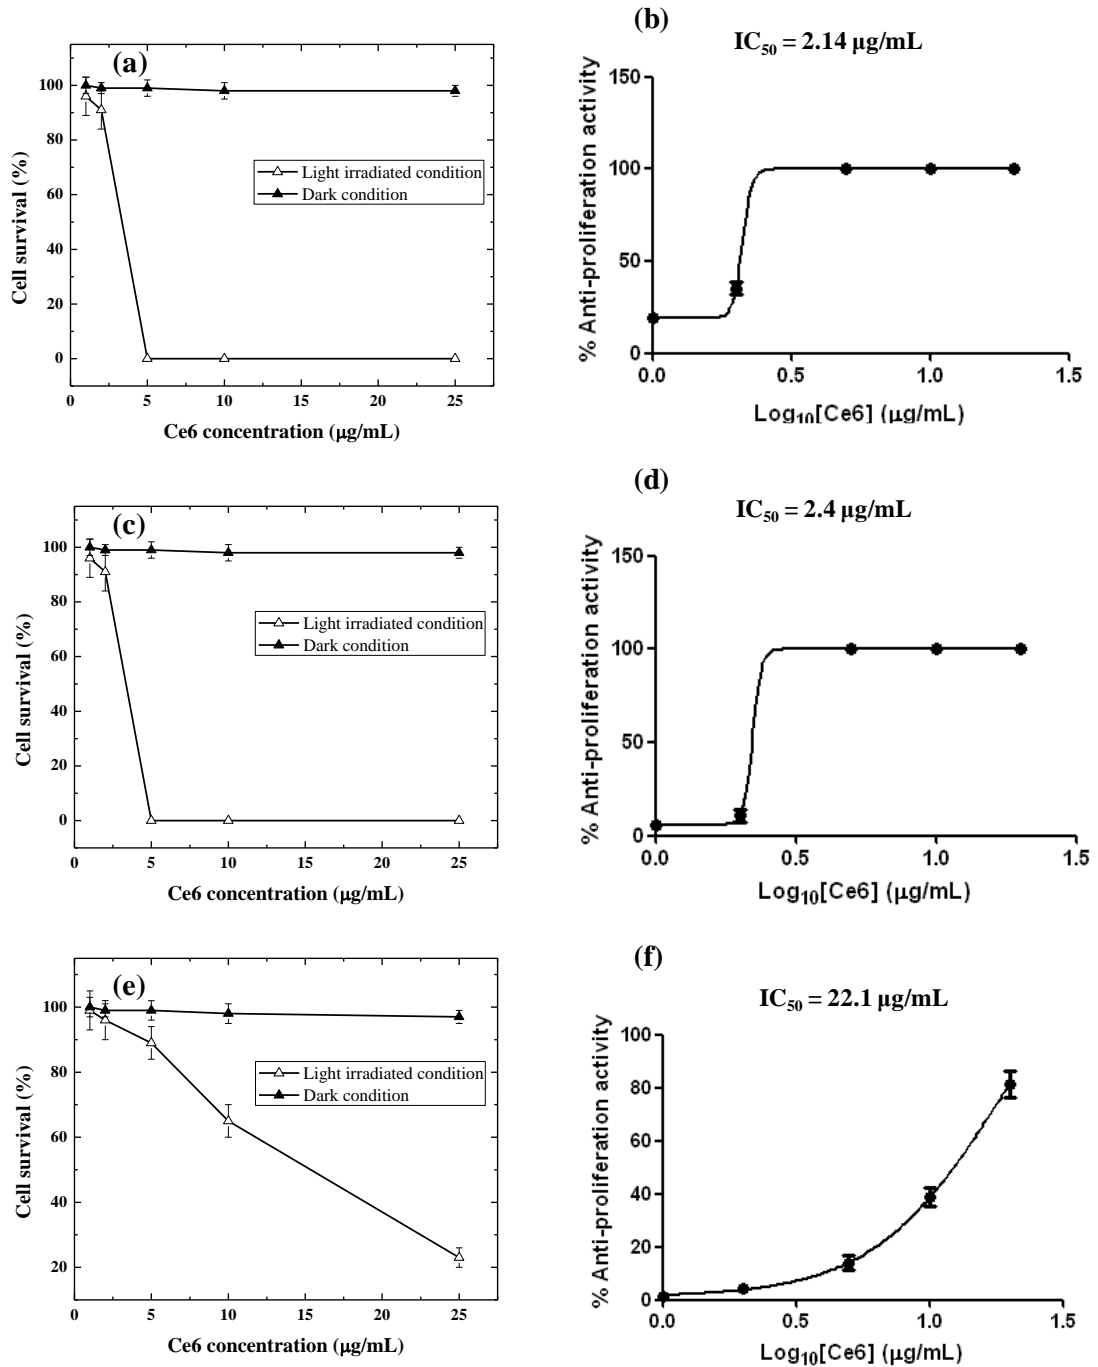 (a)
100
80
60
40
20
0
Cell survival (%)
Light irradiated condition
Dark condition
0 5 10 15 20 25
Ce6 concentration (µg/mL)
(b)
IC₅₀ = 2.14 µg/mL
150
100
50
0
% Anti-proliferation activity
0.0 0.5 1.0 1.5
Log₁₀[Ce6] (µg/mL)
(c)
100
80
60
40
20
0
Cell survival (%)
Light irradiated condition
Dark condition
0 5 10 15 20 25
Ce6 concentration (µg/mL)
(d)
IC₅₀ = 2.4 µg/mL
150
100
50
0
% Anti-proliferation activity
0.0 0.5 1.0 1.5
Log₁₀[Ce6] (µg/mL)
(e)
100
80
60
40
20
Cell survival (%)
Light irradiated condition
Dark condition
0 5 10 15 20 25
Ce6 concentration (µg/mL)
(f)
IC₅₀ = 22.1 µg/mL
100
80
60
40
20
0
% Anti-proliferation activity
0.0 0.5 1.0 1.5
Log₁₀[Ce6] (µg/mL)